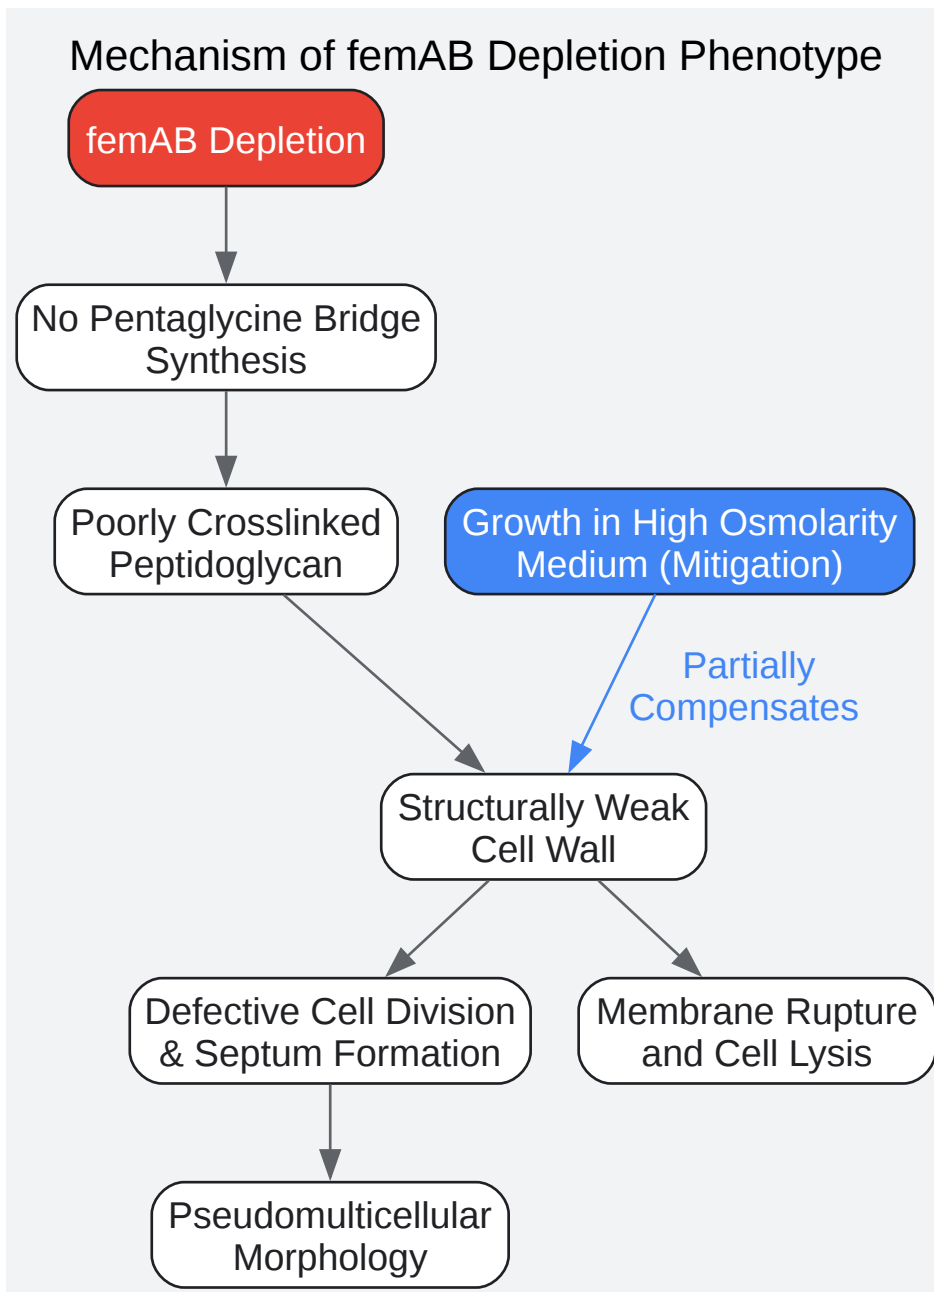 Mechanism of femAB Depletion Phenotype
femAB Depletion
No Pentaglycine Bridge
Synthesis
Poorly Crosslinked
Peptidoglycan
Growth in High Osmolarity
Medium (Mitigation)
Partially
Compensates
Structurally Weak
Cell Wall
Defective Cell Division
& Septum Formation
Membrane Rupture
and Cell Lysis
Pseudomulticellular
Morphology